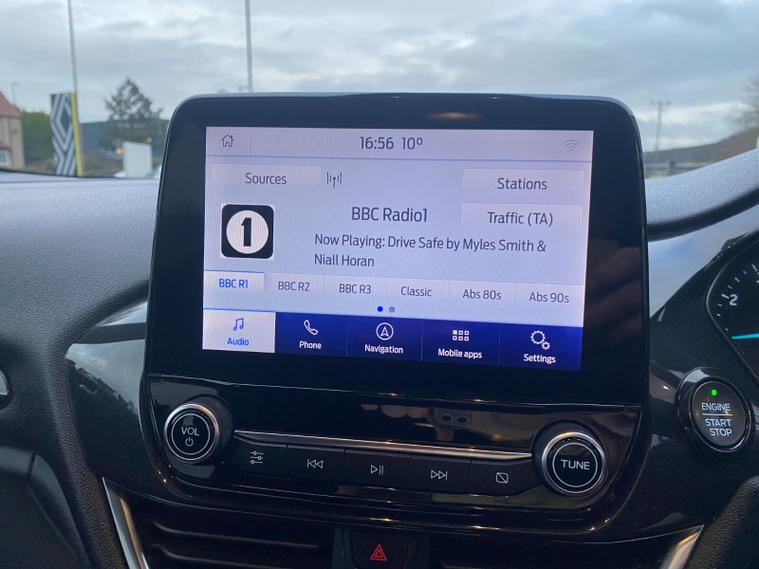 16:56 10º
Sources
Stations
1
BBC Radio1
Traffic (TA)
Now Playing: Drive Safe by Myles Smith &
Niall Horan
BBC R1 BBC R2 BBC R3 Classic Abs 80s Abs 90s
Audio Phone Navigation Mobile apps Settings
VOL
TUNE
ENGINE
START
STOP
2